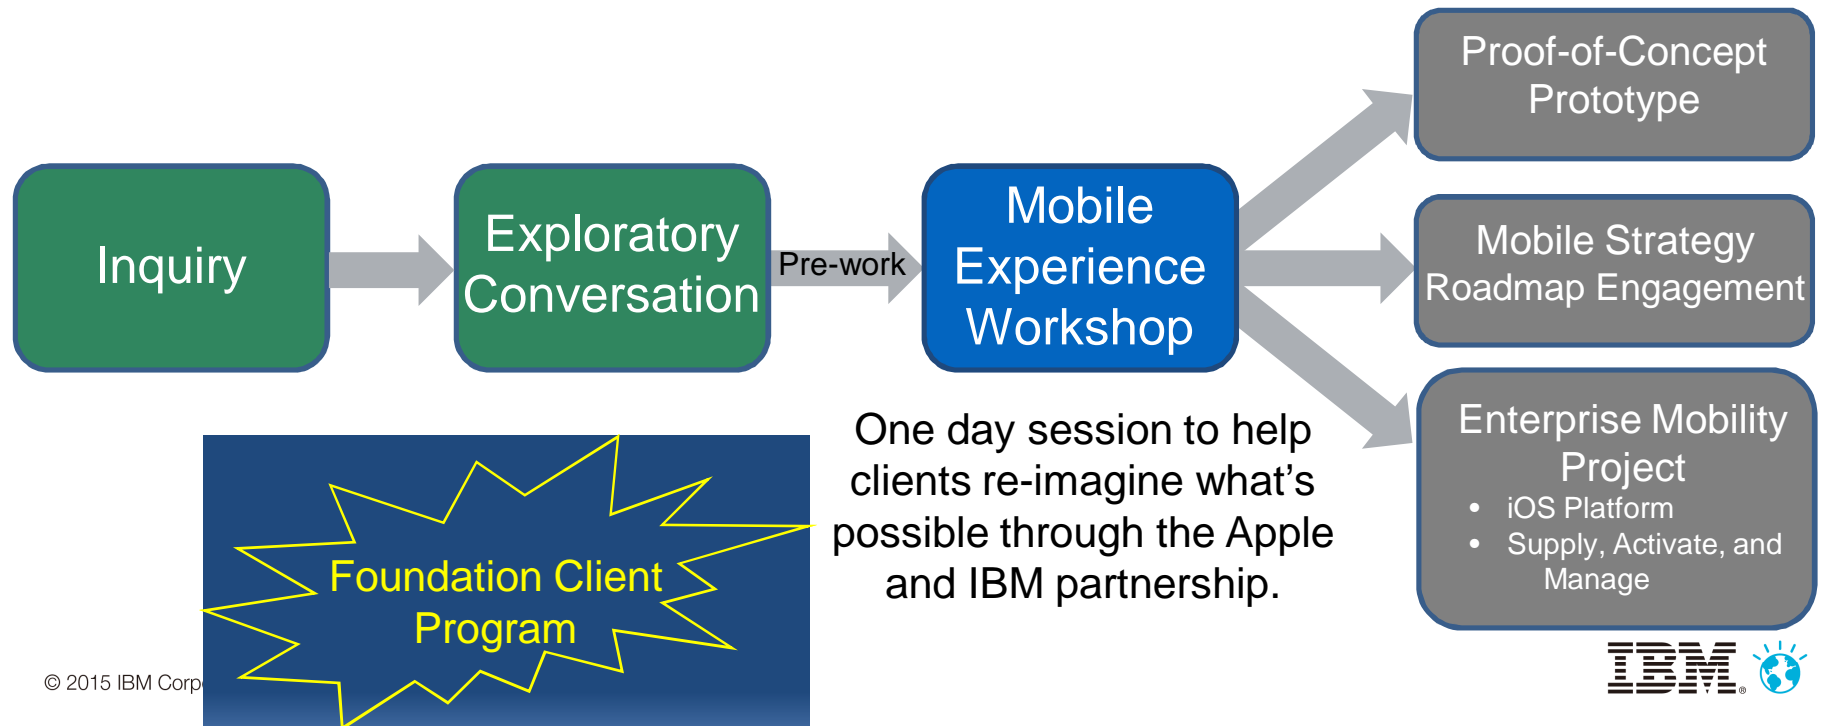 Inquiry
Exploratory
Conversation
Pre-work
Mobile
Experience
Workshop
Proof-of-Concept
Prototype
Mobile Strategy
Roadmap Engagement
Enterprise Mobility
Project
• iOS Platform
• Supply, Activate, and
Manage
One day session to help
clients re-imagine what's
possible through the Apple
and IBM partnership.
Foundation Client
Program
© 2015 IBM
IBM®